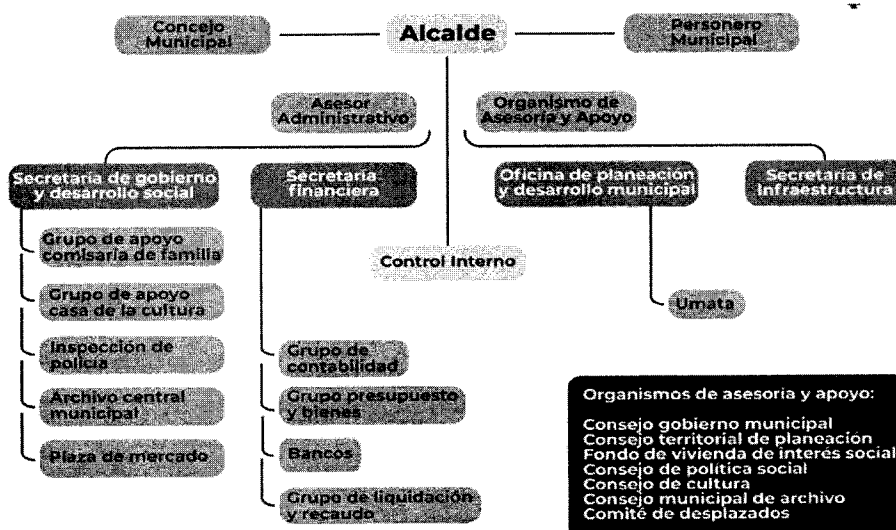 Concejo
Municipal
Alcalde
Personero
Municipal
Asesor
Administrativo
Organismo de
Asesoría y Apoyo
Secretaría de gobierno
y desarrollo social
Secretaria
financiera
Oficina de planeación
y desarrollo municipal
Secretaría de
Infraestructura
Grupo de apoyo
comisaría de familia
Grupo de apoyo
casa de la cultura
Inspección de
policía
Archivo central
municipal
Plaza de mercado
Control Interno
Grupo de
contabilidad
Grupo presupuesto
y bienes
Bancos
Grupo de liquidación
y recaudo
Umata
Organismos de asesoría y apoyo:
Consejo gobierno municipal
Consejo territorial de planeación
Fondo de vivienda de interés social
Consejo de política social
Consejo de cultura
Consejo municipal de archivo
Comité de desplazados